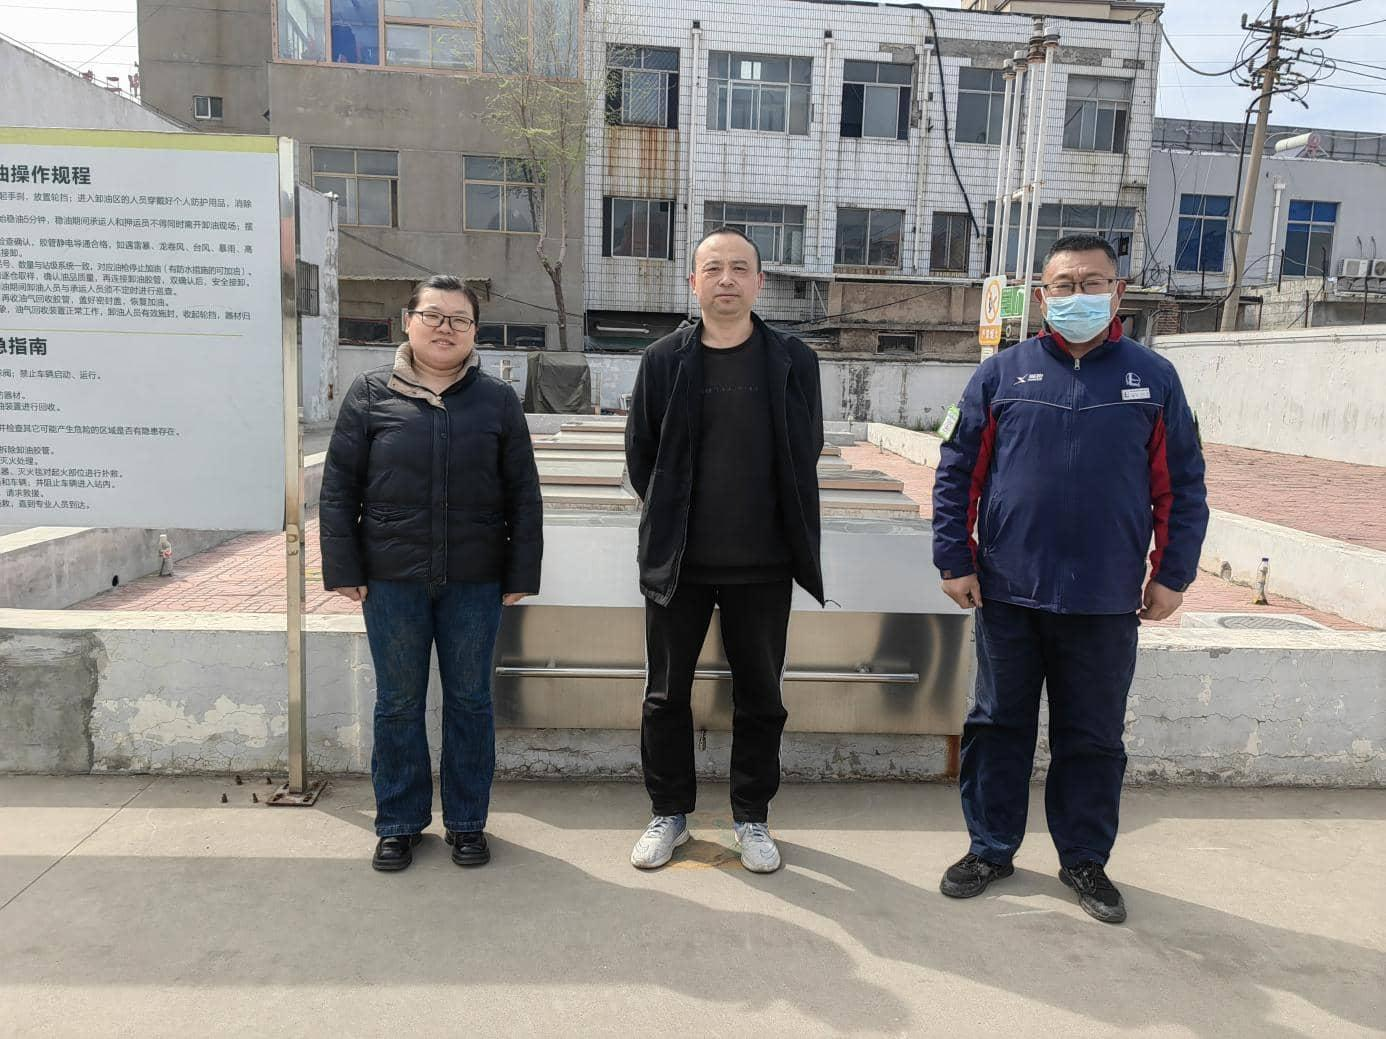 油操作规程
起手刹，放置轮挡；进入卸油区的人员穿戴好个人防护用品，消除
始稳油5分钟，稳油期间承运人和押运员不得同时离开卸油现场；摆
检查确认，胶管静电导通合格，如遇雷暴、龙卷风、台风、暴雨、高
接卸。
号、数量与站级系统一致，对应油枪停止加油（有防水措施的可加油）。
逐仓取样，确认油品质量，再连接卸油胶管，双确认后，安全接卸。
油期间卸油人员与承运人员须不定时进行巡查。
再收油气回收胶管，盖好密封盖，恢复加油。
象，油气回收装置正常工作，卸油人员有效施封，收起轮挡，器材归
急指南
阀；禁止车辆启动、运行。
器材。
油装置进行回收。
并检查其它可能产生危险的区域是否有隐患存在。
拆除卸油胶管。
灭火处理。
器、灭火毯对起火部位进行扑救。
和车辆；并阻止车辆进入站内。
请求救援。
救，直到专业人员到达。